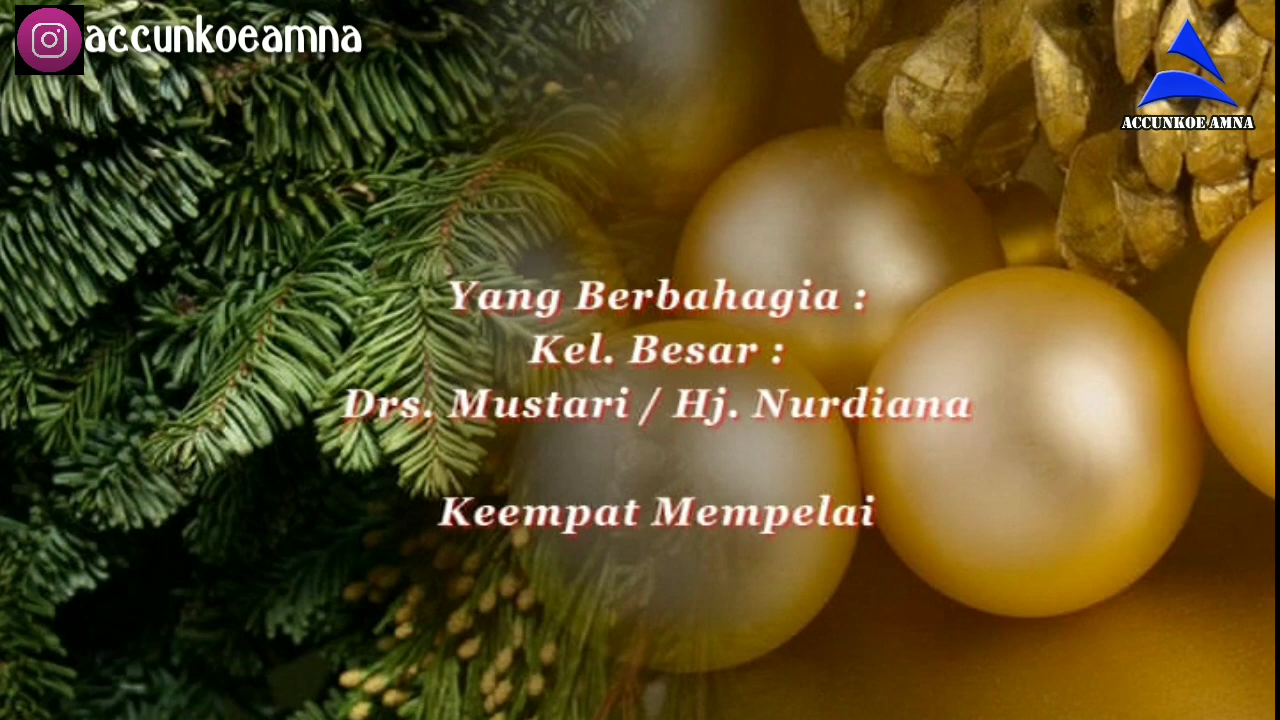 accunkoeamna
ACCUNKOE AMNA
Yang Berbahagia :
Kel. Besar :
Drs. Mustari / Hj. Nurdiana
Keempat Mempelai